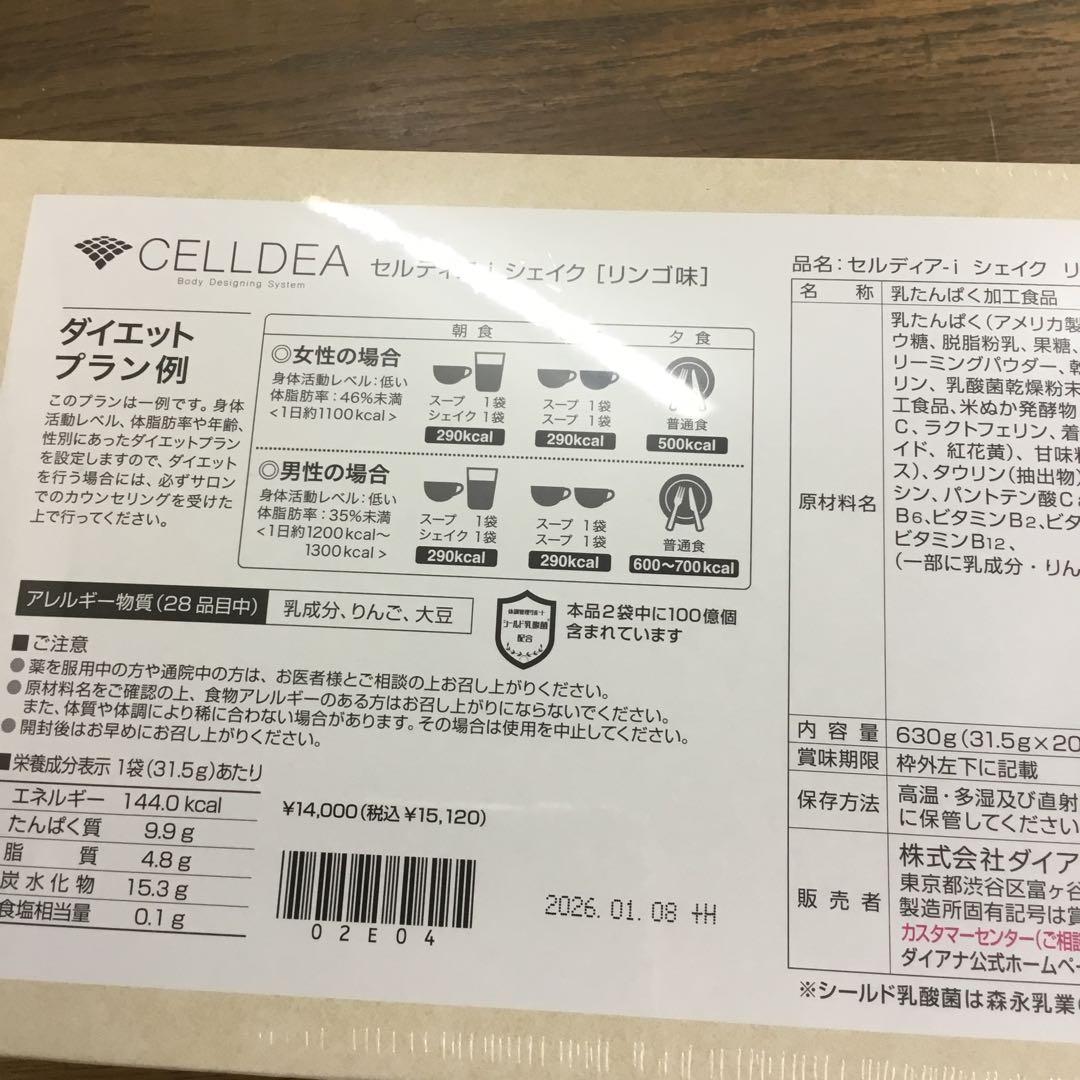 CELLDEA
Body Designing System
セルディア-i シェイク [リンゴ味]
ダイエット
プラン例
このプランは一例です。身体
活動レベル、体脂肪率や年齢、
性別にあったダイエットプラン
を設定しますので、ダイエット
を行う場合には、必ずサロン
でのカウンセリングを受けた
上で行ってください。
朝食
夕食
◎女性の場合
身体活動レベル:低い
体脂肪率:46%未満
<1日約1100kcal>
スープ 1袋
シェイク 1袋
290kcal
スープ 1袋
スープ 1袋
290kcal
普通食
500kcal
◎男性の場合
身体活動レベル:低い
体脂肪率:35%未満
<1日約1200kcal〜
1300kcal>
スープ 1袋
シェイク 1袋
290kcal
スープ 1袋
スープ 1袋
290kcal
普通食
600〜700kcal
アレルギー物質(28品目中)
乳成分、りんご、大豆
体調管理サポート
シールド乳酸菌
配合
本品2袋中に100億個
含まれています
■ご注意
●薬を服用中の方や通院中の方は、お医者様とご相談の上お召し上がりください。
●原材料名をご確認の上、食物アレルギーのある方はお召し上がりにならないでください。
また、体質や体調により稀に合わない場合があります。その場合は使用を中止してください。
●開封後はお早めにお召し上がりください。
■栄養成分表示 1袋(31.5g)あたり
エネルギー 144.0kcal
たんぱく質 9.9g
脂質 4.8g
炭水化物 15.3g
食塩相当量 0.1g
¥14,000(税込¥15,120)
02E04
2026.01.08 +H
品名:セルディア-i シェイク リ
名称 乳たんぱく加工食品
原材料名
乳たんぱく(アメリカ製
ウ糖、脱脂粉乳、果糖、
リーミングパウダー、乾
リン、乳酸菌乾燥粉末
工食品、米ぬか発酵物
C、ラクトフェリン、着
イド、紅花黄)、甘味料
ス)、タウリン(抽出物)
シン、パントテン酸Ca
B6、ビタミンB2、ビタ
ビタミンB12、
(一部に乳成分・りん
内容量 630g(31.5g×20
賞味期限 枠外左下に記載
保存方法 高温・多湿及び直射
に保管してください
販売者
株式会社ダイア
東京都渋谷区富ヶ谷
製造所固有記号は賞
カスタマーセンター(ご相談
ダイアナ公式ホームペー
※シールド乳酸菌は森永乳業の